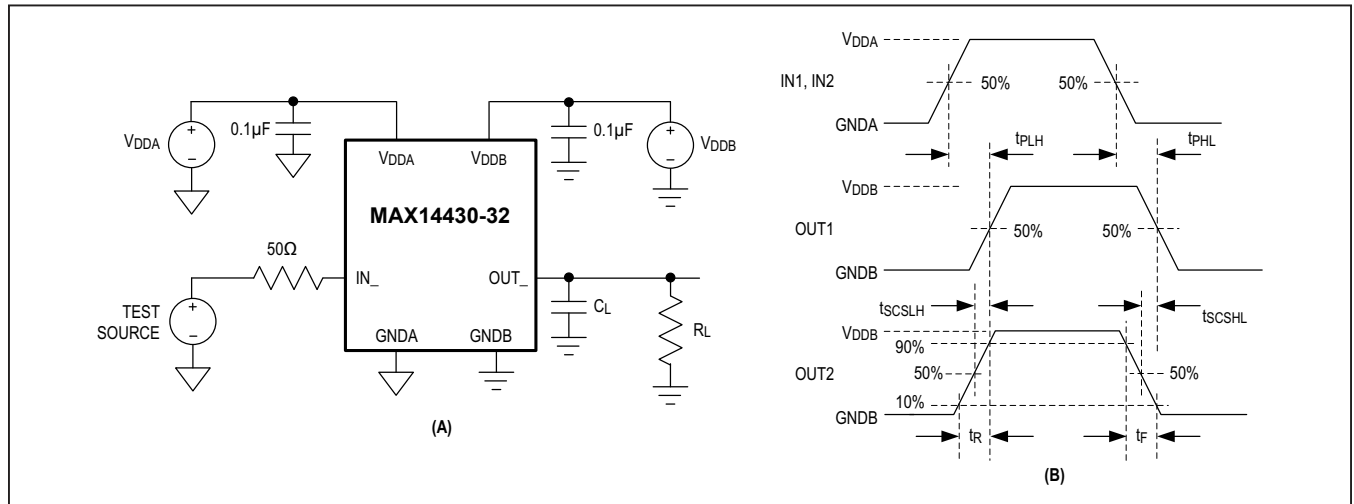 VDDA
0.1µF
VDDA
VDDB
0.1µF
VDDB
MAX14430-32
50Ω
IN_
OUT_
TEST
SOURCE
CL
RL
GNDA
GNDB
(A)
VDDA
IN1, IN2
50%
50%
GNDA
tPLH
tPHL
VDDB
OUT1
50%
50%
GNDB
tSCSLH
tSCSHL
VDDB
90%
OUT2
50%
50%
10%
GNDB
tR
tF
(B)